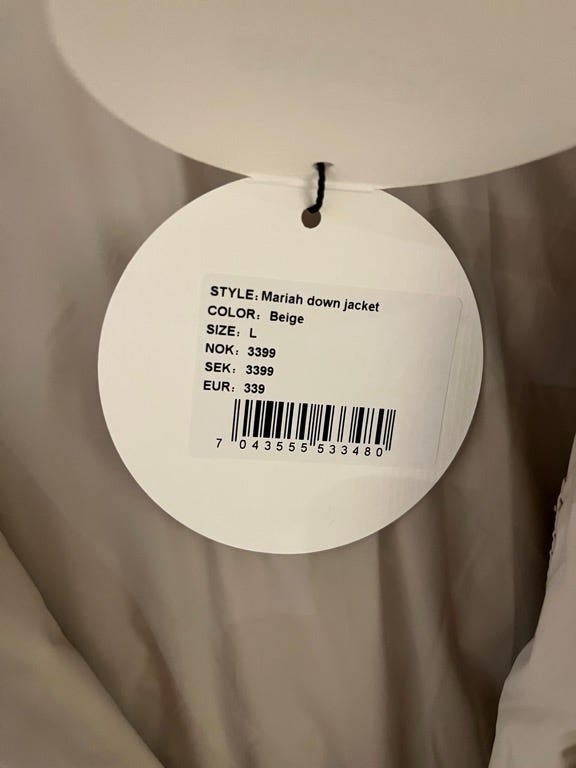 STYLE: Mariah down jacket
COLOR: Beige
SIZE: L
NOK: 3399
SEK: 3399
EUR: 339
7 043555 533480